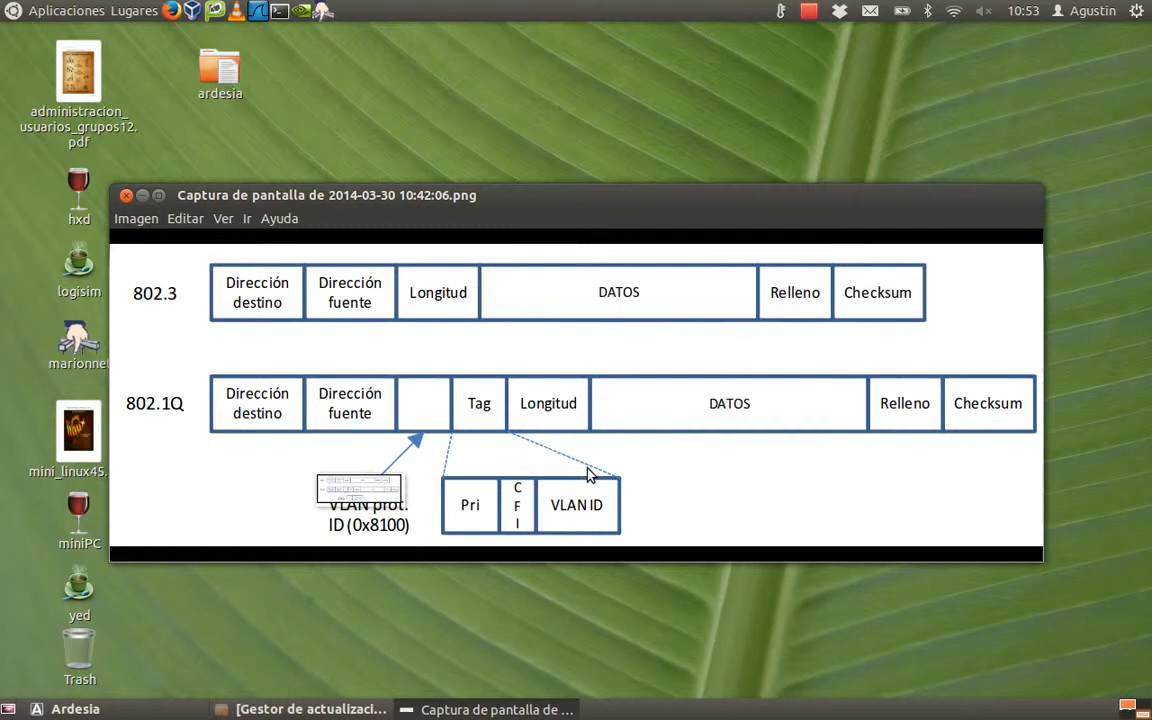 Aplicaciones Lugares
10:53
Agustin
administracion_
usuarios_grupos12.
pdf
ardesia
hxd
logisim
marionnet
mini_linux45.
miniPC
yed
Trash
Captura de pantalla de 2014-03-30 10:42:06.png
Imagen Editar Ver Ir Ayuda
802.3
Dirección
destino
Dirección
fuente
Longitud
DATOS
Relleno
Checksum
802.1Q
Dirección
destino
Dirección
fuente
Tag
Longitud
DATOS
Relleno
Checksum
VLAN prot.
ID (0x8100)
Pri
C
F
I
VLAN ID
Ardesia
[Gestor de actualizaci...
Captura de pantalla de ...